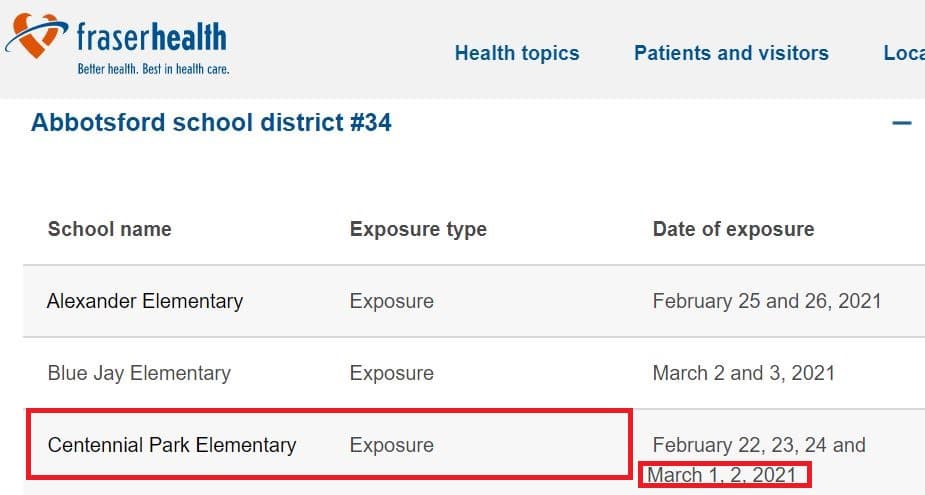 fraserhealth
Better health. Best in health care.
Health topics Patients and visitors Loca
Abbotsford school district #34
School name Exposure type Date of exposure
Alexander Elementary Exposure February 25 and 26, 2021
Blue Jay Elementary Exposure March 2 and 3, 2021
Centennial Park Elementary Exposure February 22, 23, 24 and
March 1, 2, 2021